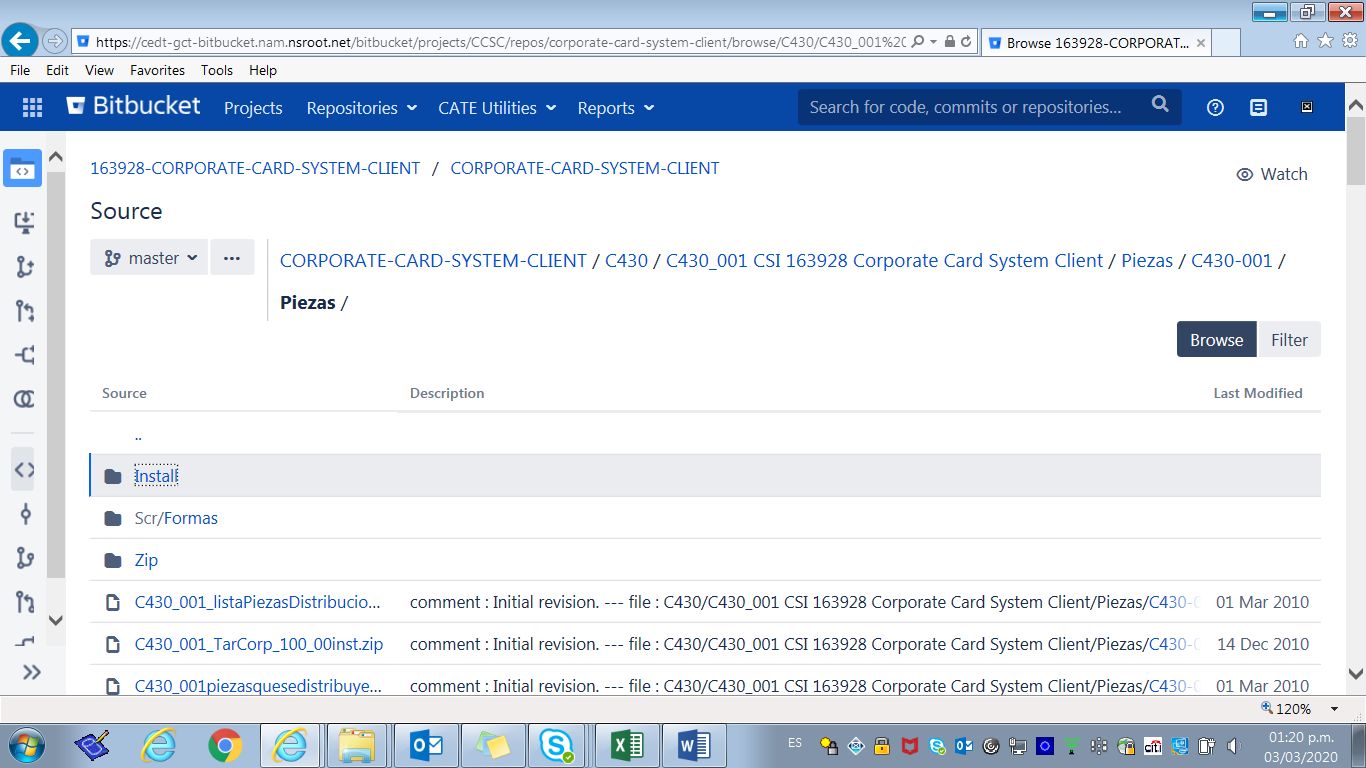 https://cedt-gct-bitbucket.nam.nsroot.net/bitbucket/projects/CCSC/repos/corporate-card-system-client/browse/C430/C430_001%2C
Browse 163928-CORPORAT...
File Edit View Favorites Tools Help
Bitbucket Projects Repositories CATE Utilities Reports Search for code, commits or repositories...
163928-CORPORATE-CARD-SYSTEM-CLIENT / CORPORATE-CARD-SYSTEM-CLIENT
Watch
Source
master ...
CORPORATE-CARD-SYSTEM-CLIENT / C430 / C430_001 CSI 163928 Corporate Card System Client / Piezas / C430-001 /
Piezas /
Browse Filter
Source Description Last Modified
..
Install
Scr/Formas
Zip
C430_001_listaPiezasDistribucio... comment : Initial revision. --- file : C430/C430_001 CSI 163928 Corporate Card System Client/Piezas/C430-0 01 Mar 2010
C430_001_TarCorp_100_00inst.zip comment : Initial revision. --- file : C430/C430_001 CSI 163928 Corporate Card System Client/Piezas/C430-0 14 Dec 2010
C430_001piezasquesedistribuye... comment : Initial revision. --- file : C430/C430_001 CSI 163928 Corporate Card System Client/Piezas/C430-0 01 Mar 2010
120%
ES
citi
01:20 p.m.
03/03/2020